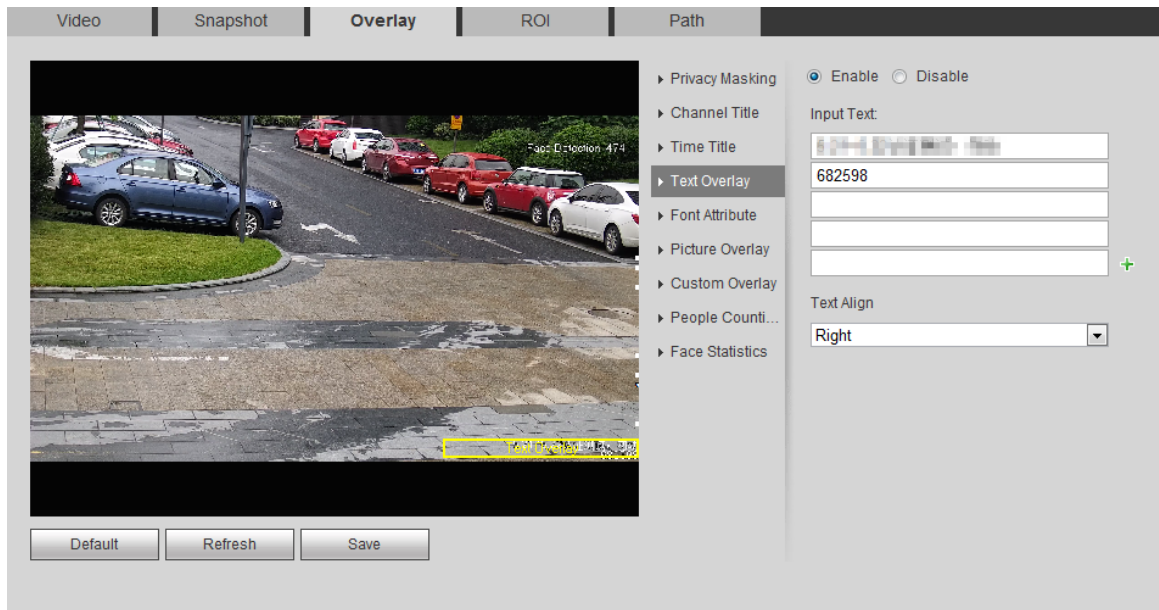 Video
Snapshot
Overlay
ROI
Path
Privacy Masking
Channel Title
Time Title
Text Overlay
Font Attribute
Picture Overlay
Custom Overlay
People Counti...
Face Statistics
Enable
Disable
Input Text:
682598
Text Align
Right
Face Detection 474
Text Overlay
Default
Refresh
Save